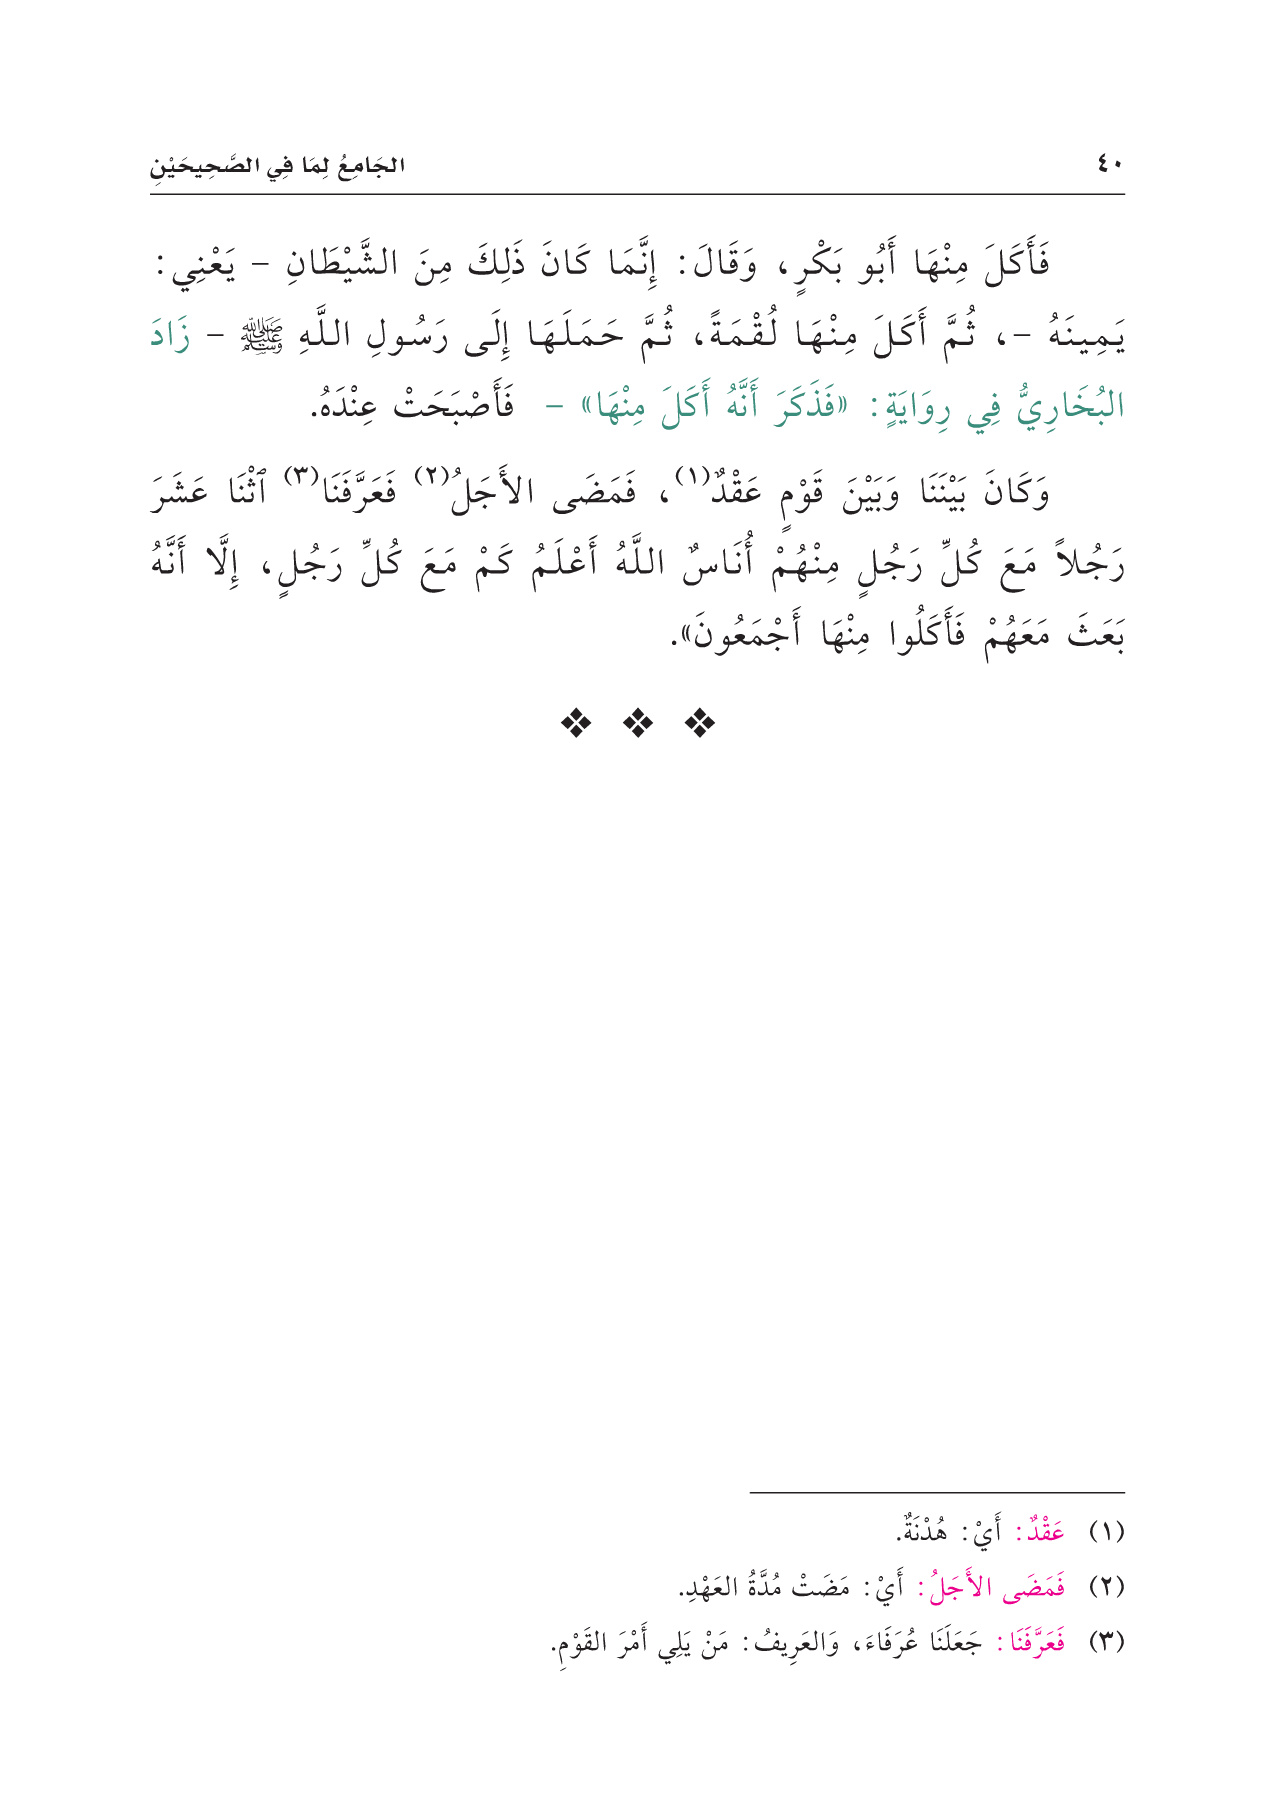 ٤٠ الجَامِعُ لِمَا فِي الصَّحِيحَيْنِ
فَأَكَلَ مِنْهَا أَبُو بَكْرٍ، وَقَالَ: إِنَّمَا كَانَ ذَلِكَ مِنَ الشَّيْطَانِ – يَعْنِي:
يَمِينَهُ –، ثُمَّ أَكَلَ مِنْهَا لُقْمَةً، ثُمَّ حَمَلَهَا إِلَى رَسُولِ اللَّهِ ﷺ – زَادَ
البُخَارِيُّ فِي رِوَايَةٍ: «فَذَكَرَ أَنَّهُ أَكَلَ مِنْهَا» – فَأَصْبَحَتْ عِنْدَهُ.
وَكَانَ بَيْنَنَا وَبَيْنَ قَوْمٍ عَقْدٌ(١)، فَمَضَى الأَجَلُ(٢) فَعَرَّفَنَا(٣) ٱثْنَا عَشَرَ
رَجُلاً مَعَ كُلِّ رَجُلٍ مِنْهُمْ أُنَاسٌ اللَّهُ أَعْلَمُ كَمْ مَعَ كُلِّ رَجُلٍ، إِلَّا أَنَّهُ
بَعَثَ مَعَهُمْ فَأَكَلُوا مِنْهَا أَجْمَعُونَ».
❖ ❖ ❖
(١) عَقْدٌ: أَيْ: هُدْنَةٌ.
(٢) فَمَضَى الأَجَلُ: أَيْ: مَضَتْ مُدَّةُ العَهْدِ.
(٣) فَعَرَّفَنَا: جَعَلَنَا عُرَفَاءَ، وَالعَرِيفُ: مَنْ يَلِي أَمْرَ القَوْمِ.